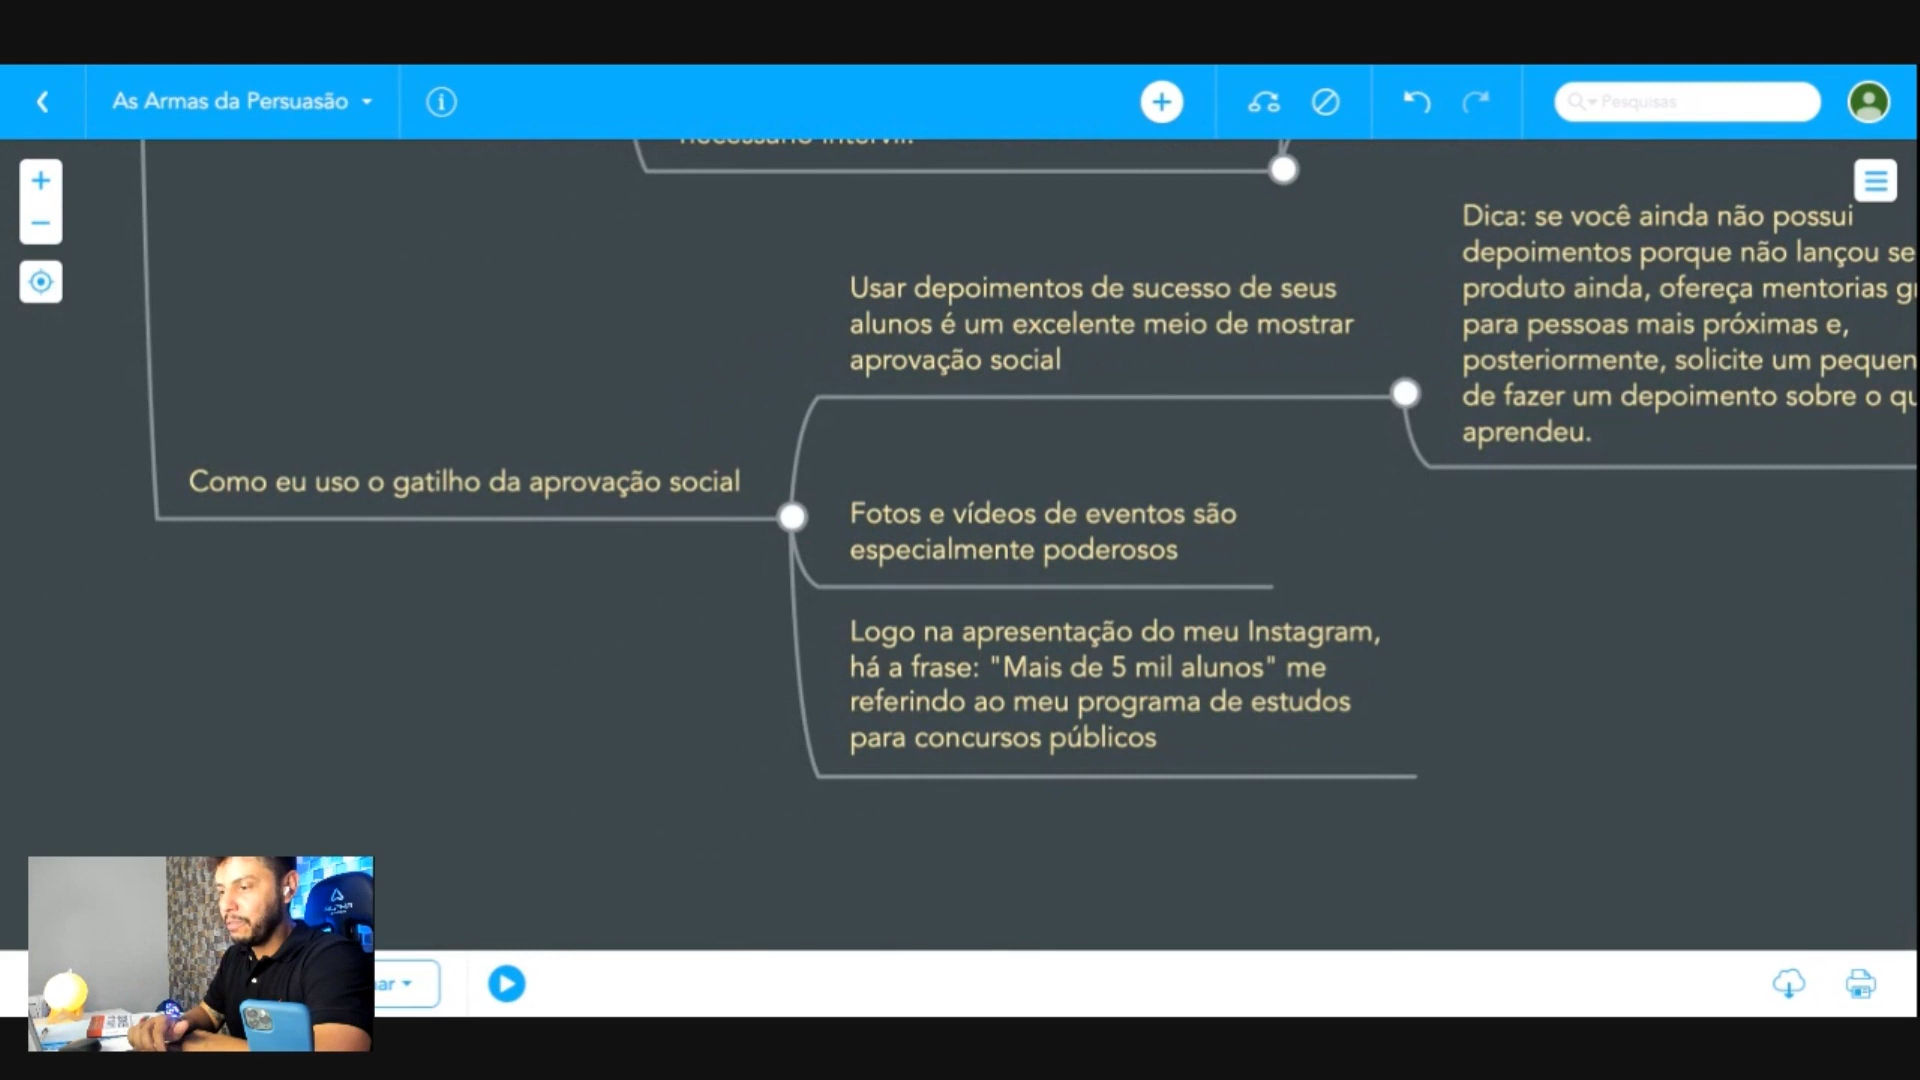 As Armas da Persuasão
Pesquisas
necessário intervir.
Dica: se você ainda não possui
depoimentos porque não lançou se
produto ainda, ofereça mentorias g
para pessoas mais próximas e,
posteriormente, solicite um pequen
de fazer um depoimento sobre o qu
aprendeu.
Usar depoimentos de sucesso de seus
alunos é um excelente meio de mostrar
aprovação social
Como eu uso o gatilho da aprovação social
Fotos e vídeos de eventos são
especialmente poderosos
Logo na apresentação do meu Instagram,
há a frase: "Mais de 5 mil alunos" me
referindo ao meu programa de estudos
para concursos públicos
ar